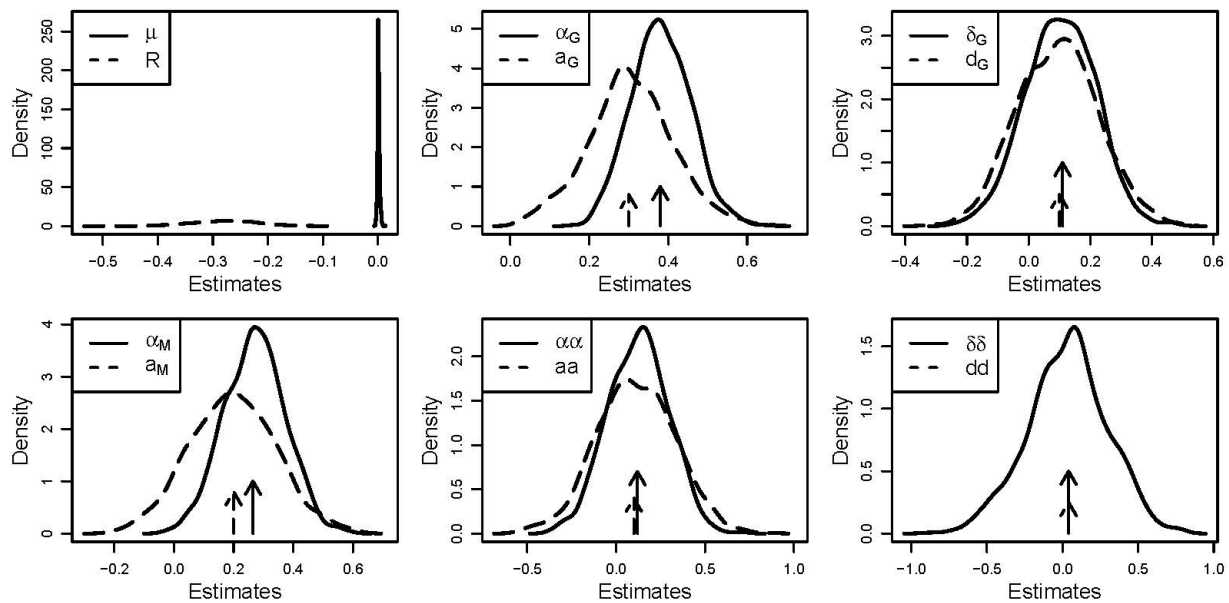 μ
R
Density
0
50
100
150
200
250
−0.5
−0.4
−0.3
−0.2
−0.1
0.0
Estimates
α_G
a_G
Density
0
1
2
3
4
5
0.0
0.2
0.4
0.6
Estimates
δ_G
d_G
Density
0.0
1.0
2.0
3.0
−0.4
−0.2
0.0
0.2
0.4
0.6
Estimates
α_M
a_M
Density
0
1
2
3
4
−0.2
0.0
0.2
0.4
0.6
Estimates
αα
aa
Density
0.0
0.5
1.0
1.5
2.0
−0.5
0.0
0.5
1.0
Estimates
δδ
dd
Density
0.0
0.5
1.0
1.5
−1.0
−0.5
0.0
0.5
1.0
Estimates